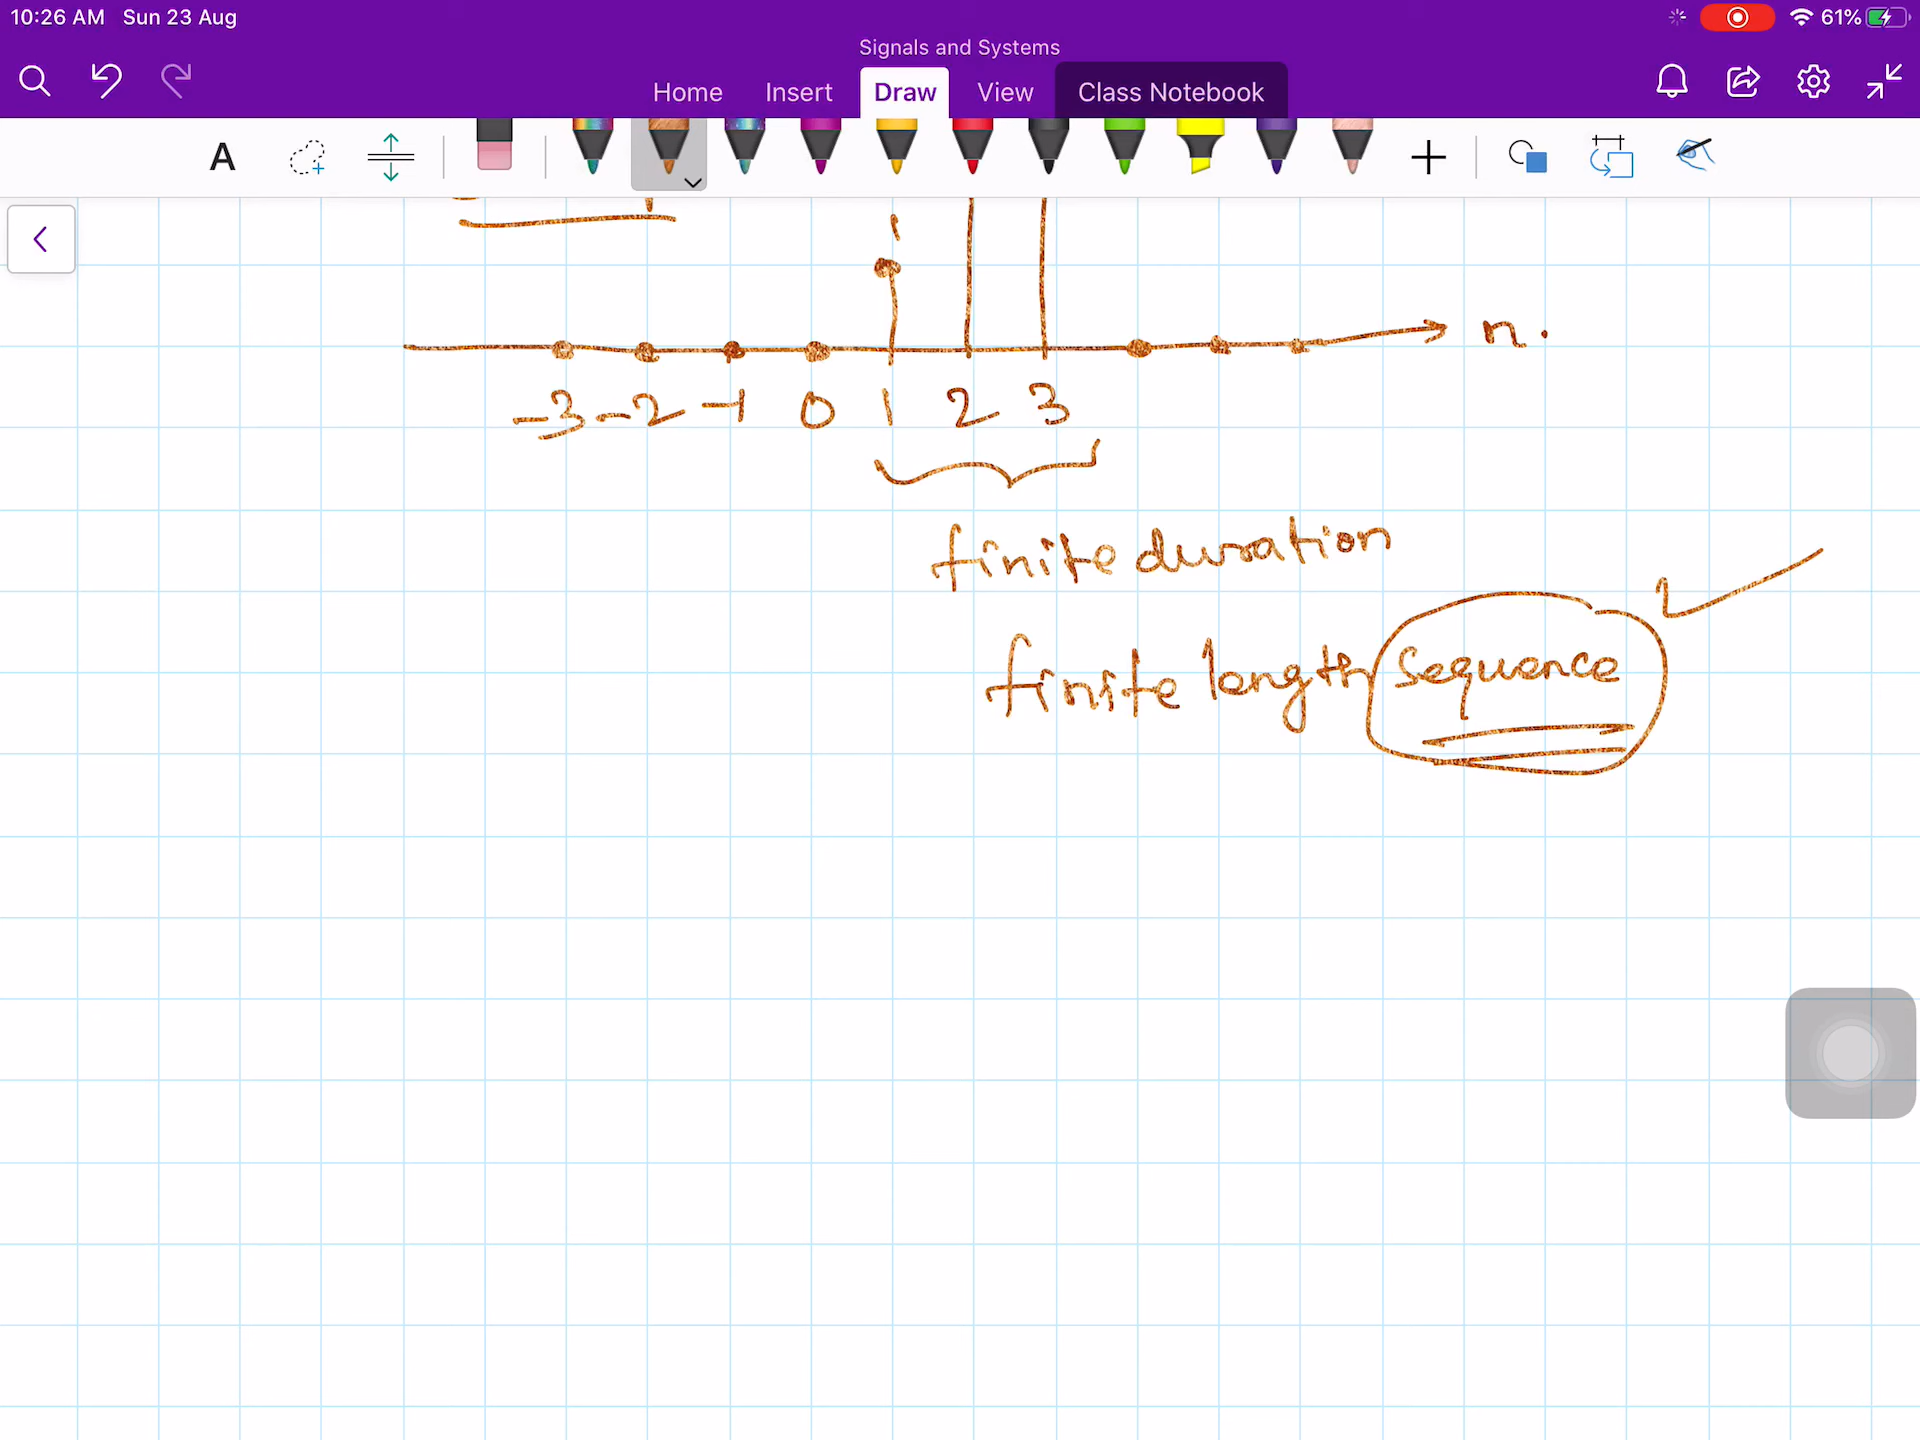 10:26 AM Sun 23 Aug
61%
Signals and Systems
Home Insert Draw View Class Notebook
A
1
n.
-3 -2 -1 0 1 2 3
finite duration
finite length sequence